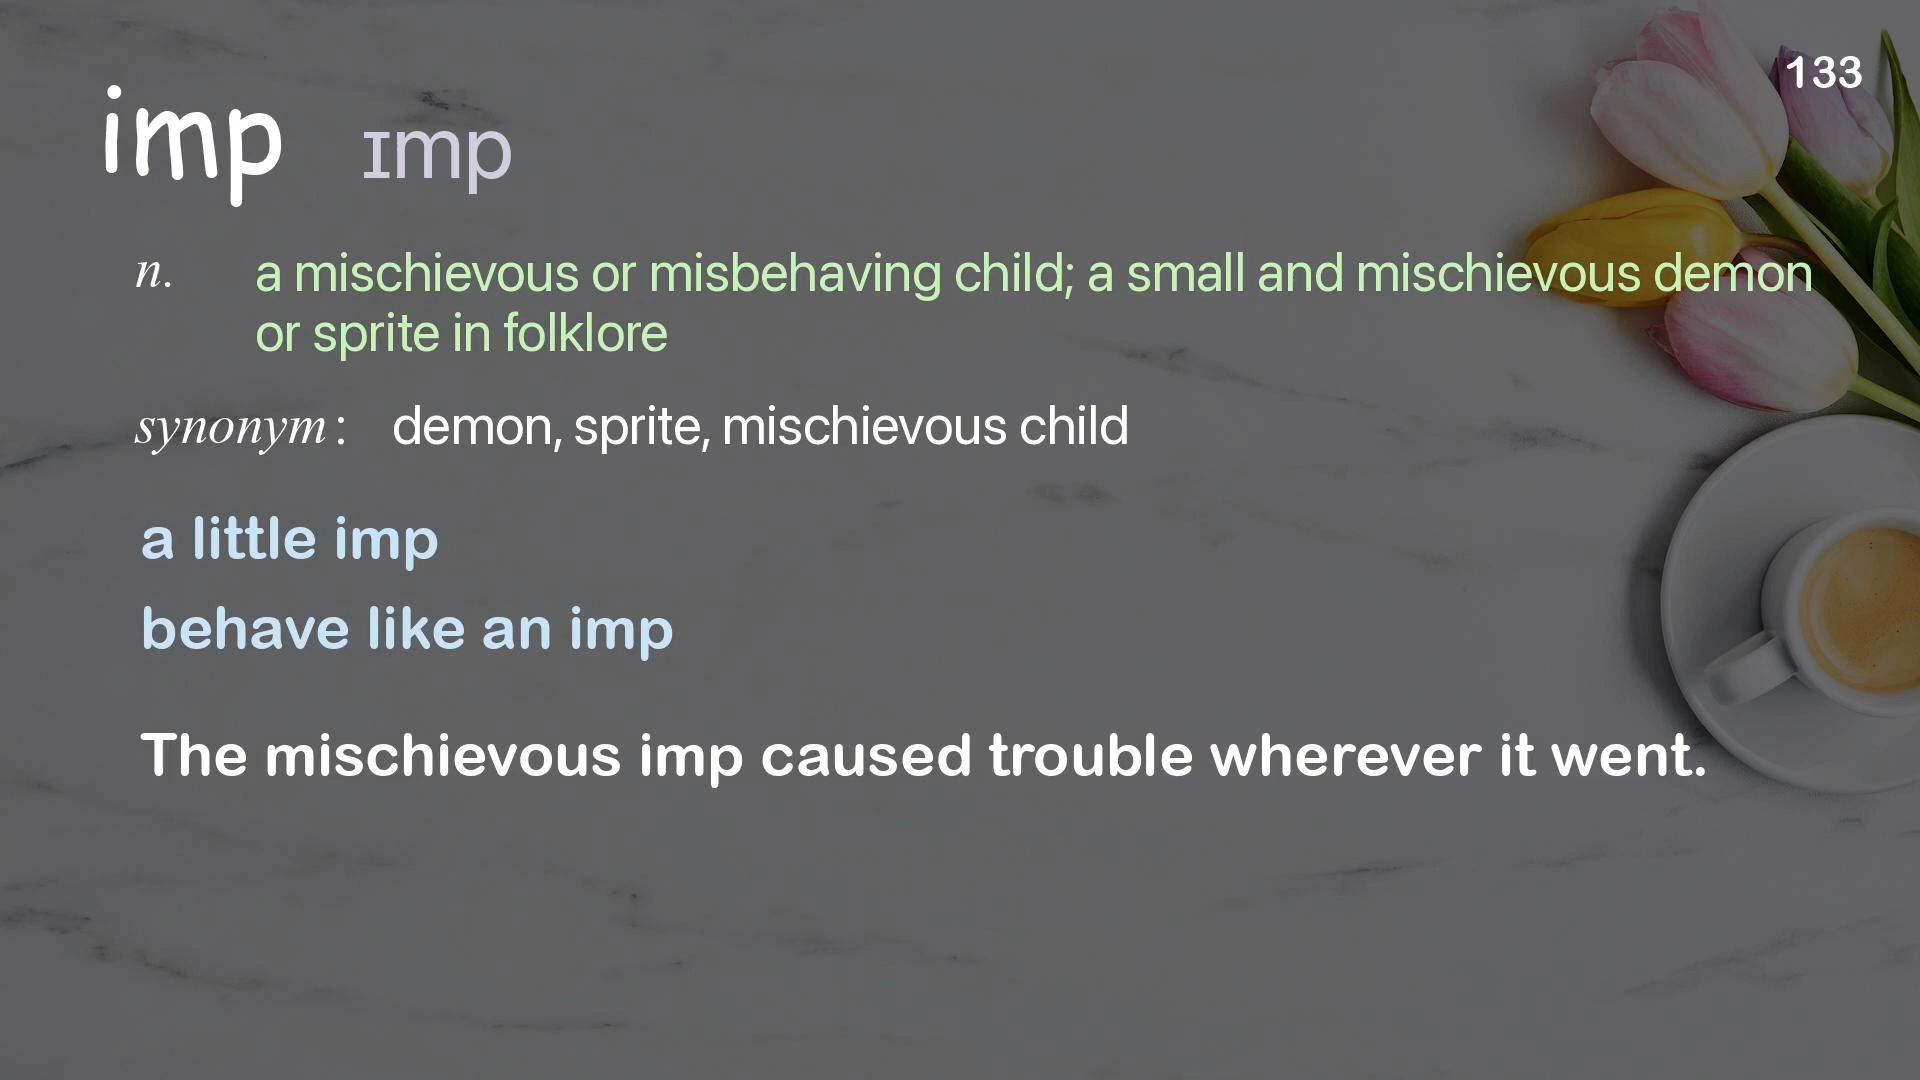 133
imp ɪmp
n. a mischievous or misbehaving child; a small and mischievous demon
or sprite in folklore
synonym: demon, sprite, mischievous child
a little imp
behave like an imp
The mischievous imp caused trouble wherever it went.